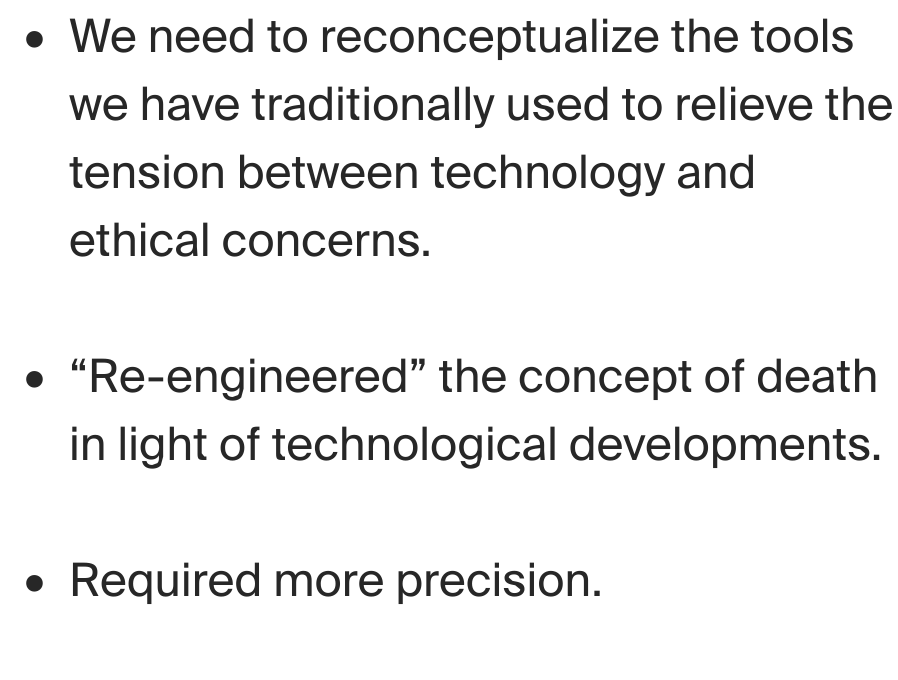 • We need to reconceptualize the tools
we have traditionally used to relieve the
tension between technology and
ethical concerns.
• “Re-engineered” the concept of death
in light of technological developments.
• Required more precision.